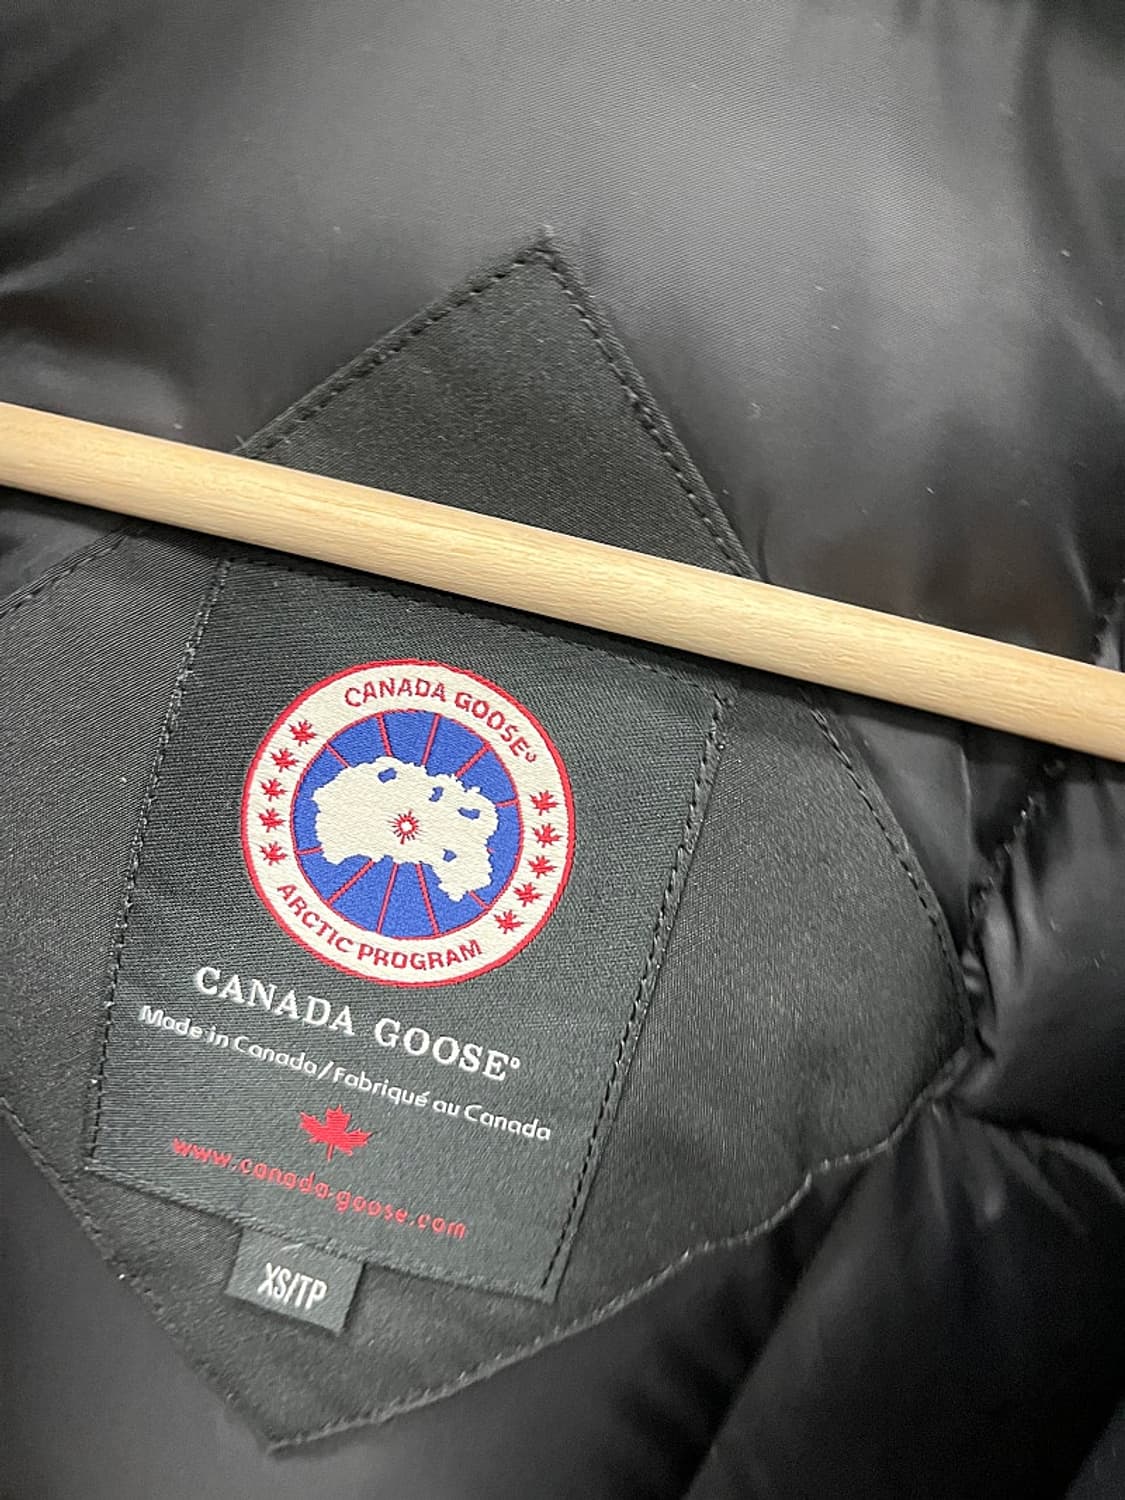 CANADA GOOSE®
ARCTIC PROGRAM
CANADA GOOSE®
Made in Canada/Fabriqué au Canada
www.canada-goose.com
XS/TP